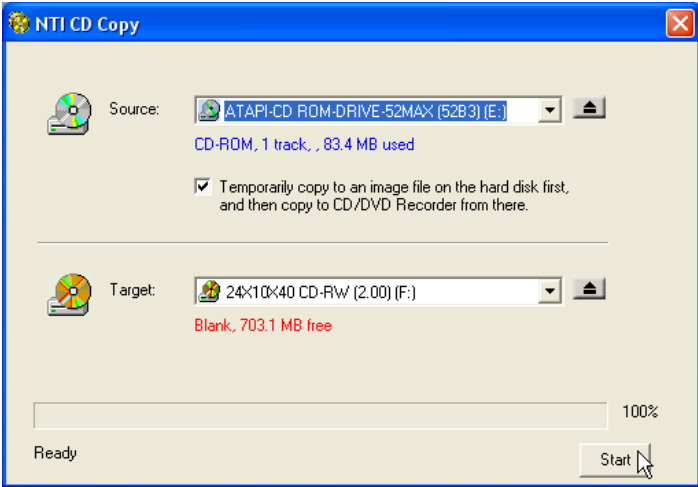 NTI CD Copy
Source:
ATAPI-CD ROM-DRIVE-52MAX (52B3) (E:)
CD-ROM, 1 track, , 83.4 MB used
Temporarily copy to an image file on the hard disk first,
and then copy to CD/DVD Recorder from there.
Target:
24X10X40 CD-RW (2.00) (F:)
Blank, 703.1 MB free
100%
Ready
Start